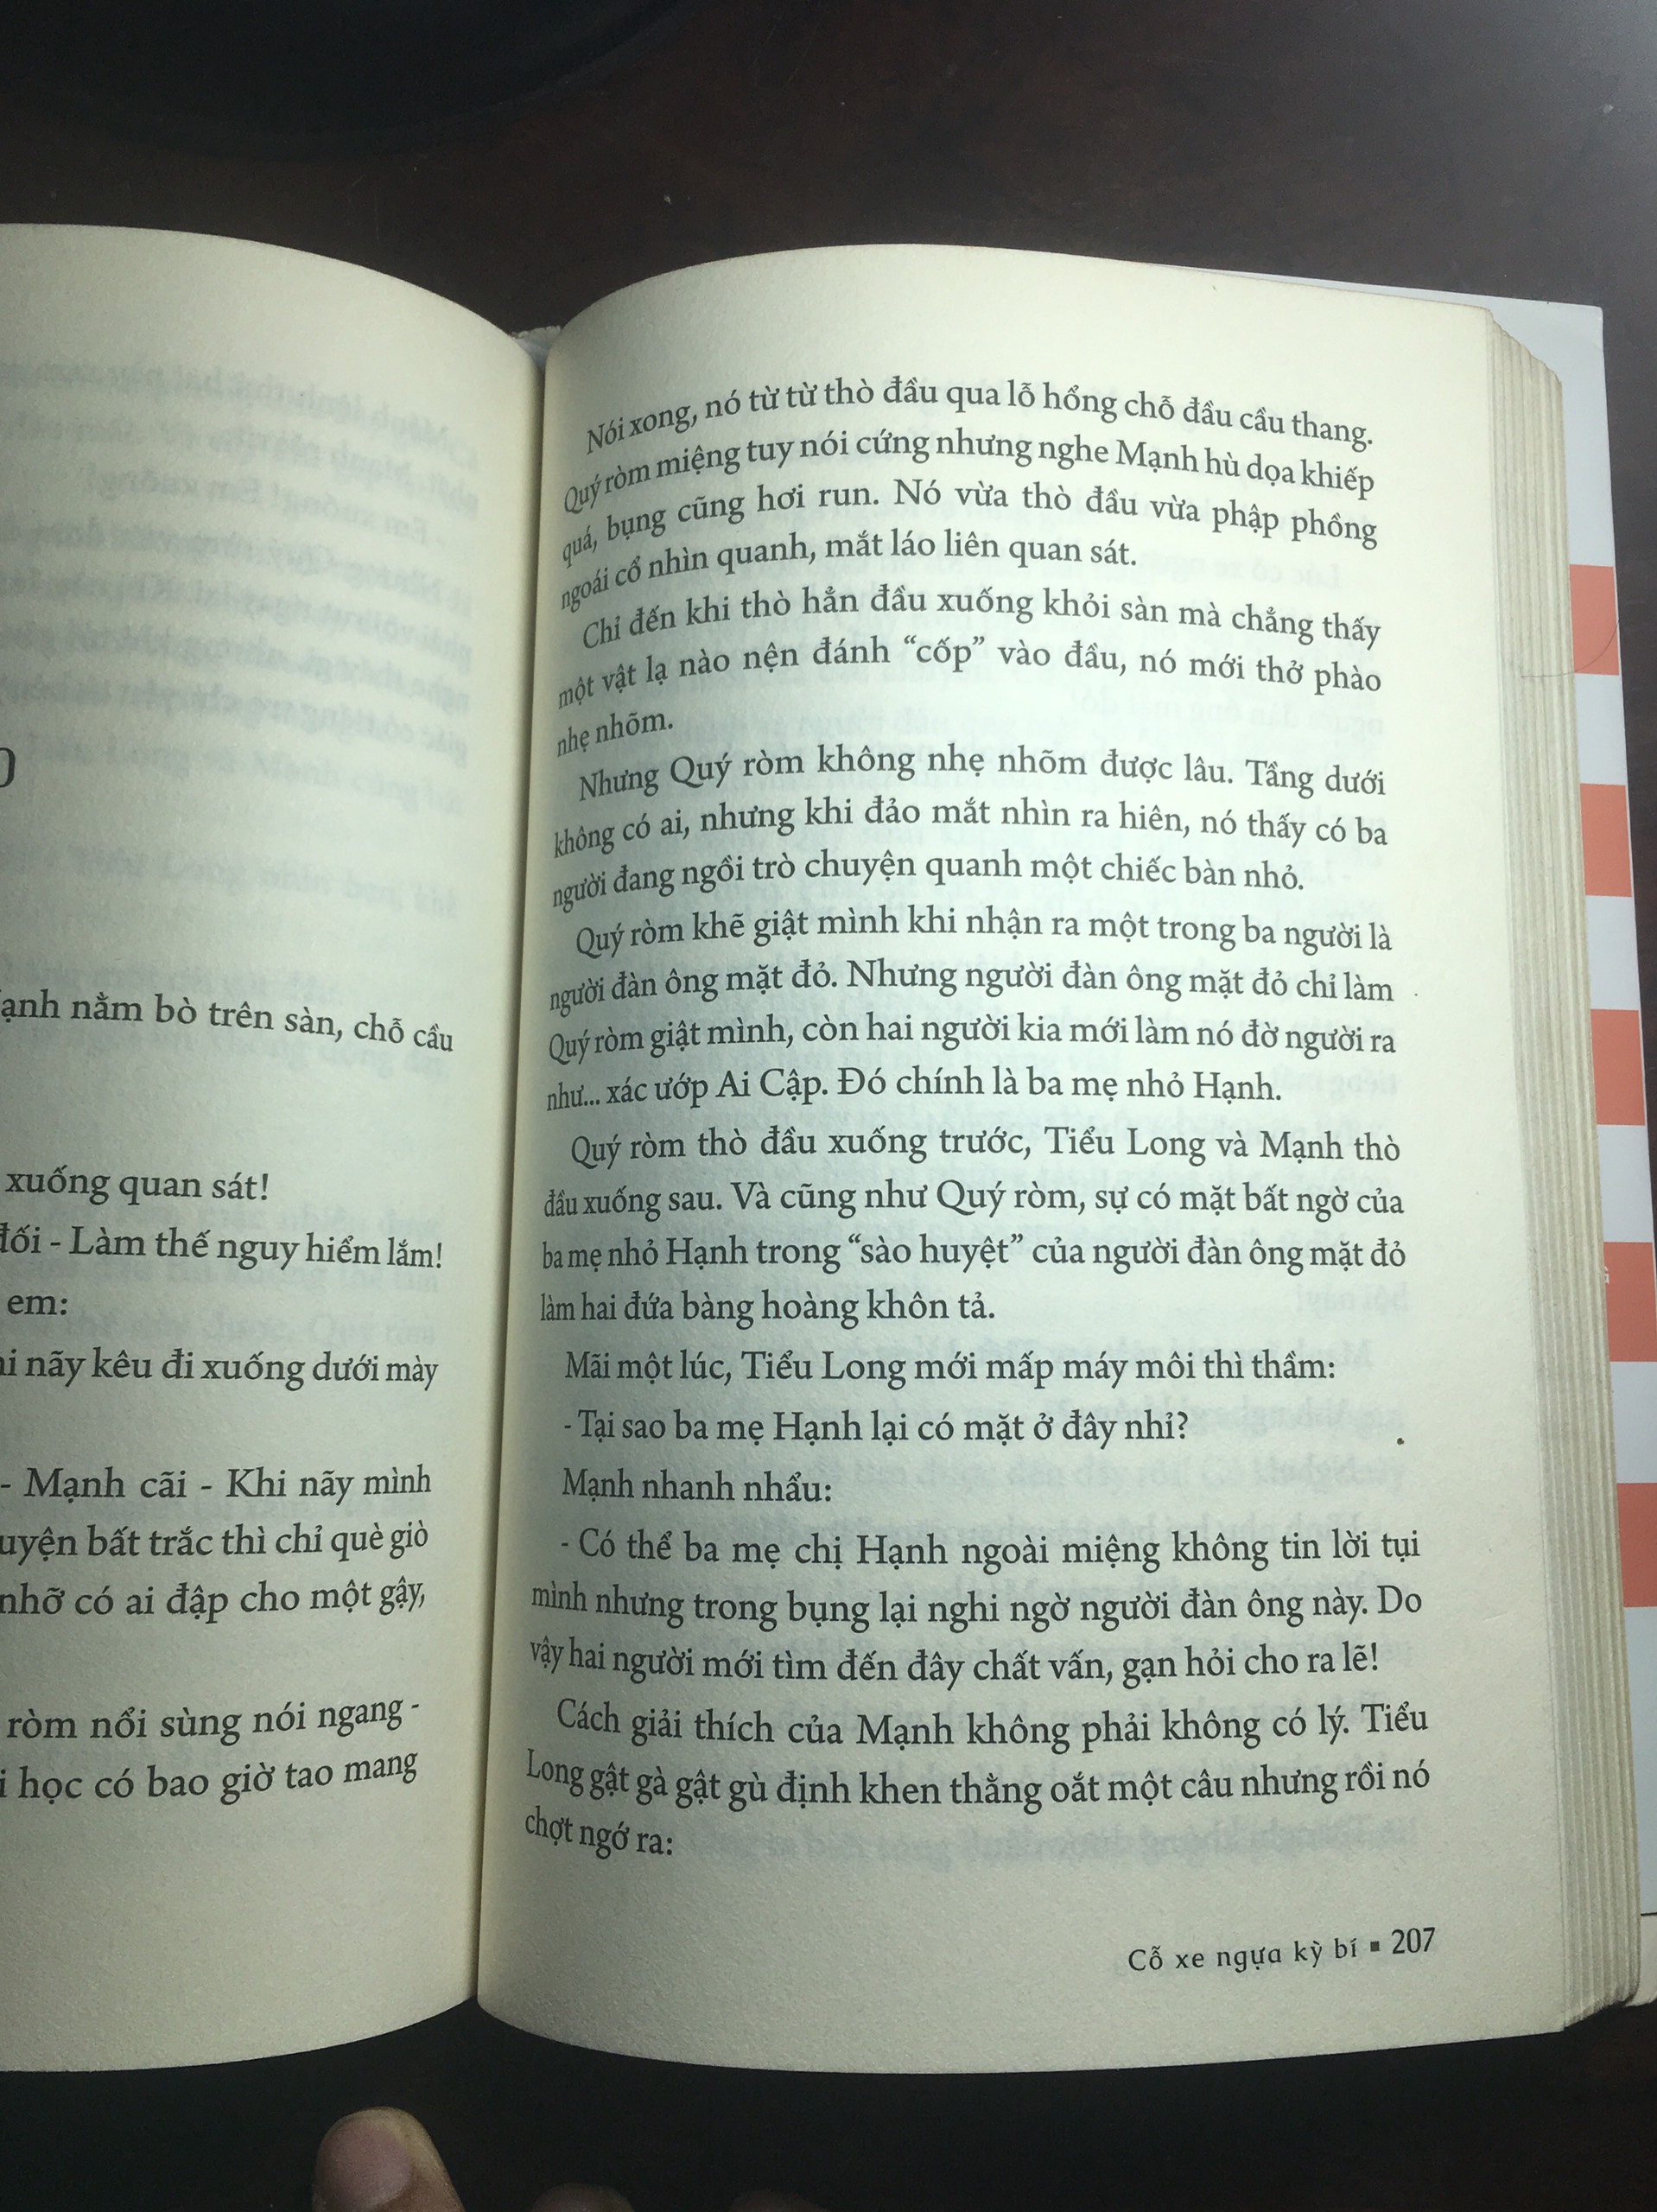 ạnh nằm bò trên sàn, chỗ cầu
xuống quan sát!
đối - Làm thế nguy hiểm lắm!
em:
nãy kêu đi xuống dưới mày
- Mạnh cãi - Khi nãy mình
uyện bất trắc thì chỉ què giò
nhỡ có ai đập cho một gậy,
ròm nổi sùng nói ngang -
học có bao giờ tao mang
Nói xong, nó từ từ thò đầu qua lỗ hổng chỗ đầu cầu thang.
Quý ròm miệng tuy nói cứng nhưng nghe Mạnh hù dọa khiếp
quá, bụng cũng hơi run. Nó vừa thò đầu vừa phập phồng
ngoái cổ nhìn quanh, mắt láo liên quan sát.
Chỉ đến khi thò hẳn đầu xuống khỏi sàn mà chẳng thấy
một vật lạ nào nện đánh “cốp” vào đầu, nó mới thở phào
nhẹ nhõm.
Nhưng Quý ròm không nhẹ nhõm được lâu. Tầng dưới
không có ai, nhưng khi đảo mắt nhìn ra hiên, nó thấy có ba
người đang ngồi trò chuyện quanh một chiếc bàn nhỏ.
Quý ròm khẽ giật mình khi nhận ra một trong ba người là
người đàn ông mặt đỏ. Nhưng người đàn ông mặt đỏ chỉ làm
Quý ròm giật mình, còn hai người kia mới làm nó đờ người ra
như... xác ướp Ai Cập. Đó chính là ba mẹ nhỏ Hạnh.
Quý ròm thò đầu xuống trước, Tiểu Long và Mạnh thò
đầu xuống sau. Và cũng như Quý ròm, sự có mặt bất ngờ của
ba mẹ nhỏ Hạnh trong “sào huyệt” của người đàn ông mặt đỏ
làm hai đứa bàng hoàng khôn tả.
Mãi một lúc, Tiểu Long mới mấp máy môi thì thầm:
- Tại sao ba mẹ Hạnh lại có mặt ở đây nhỉ?
Mạnh nhanh nhẩu:
- Có thể ba mẹ chị Hạnh ngoài miệng không tin lời tụi
mình nhưng trong bụng lại nghi ngờ người đàn ông này. Do
vậy hai người mới tìm đến đây chất vấn, gạn hỏi cho ra lẽ!
Cách giải thích của Mạnh không phải không có lý. Tiểu
Long gật gà gật gù định khen thằng oắt một câu nhưng rồi nó
chợt ngớ ra:
Cỗ xe ngựa kỳ bí ▪ 207